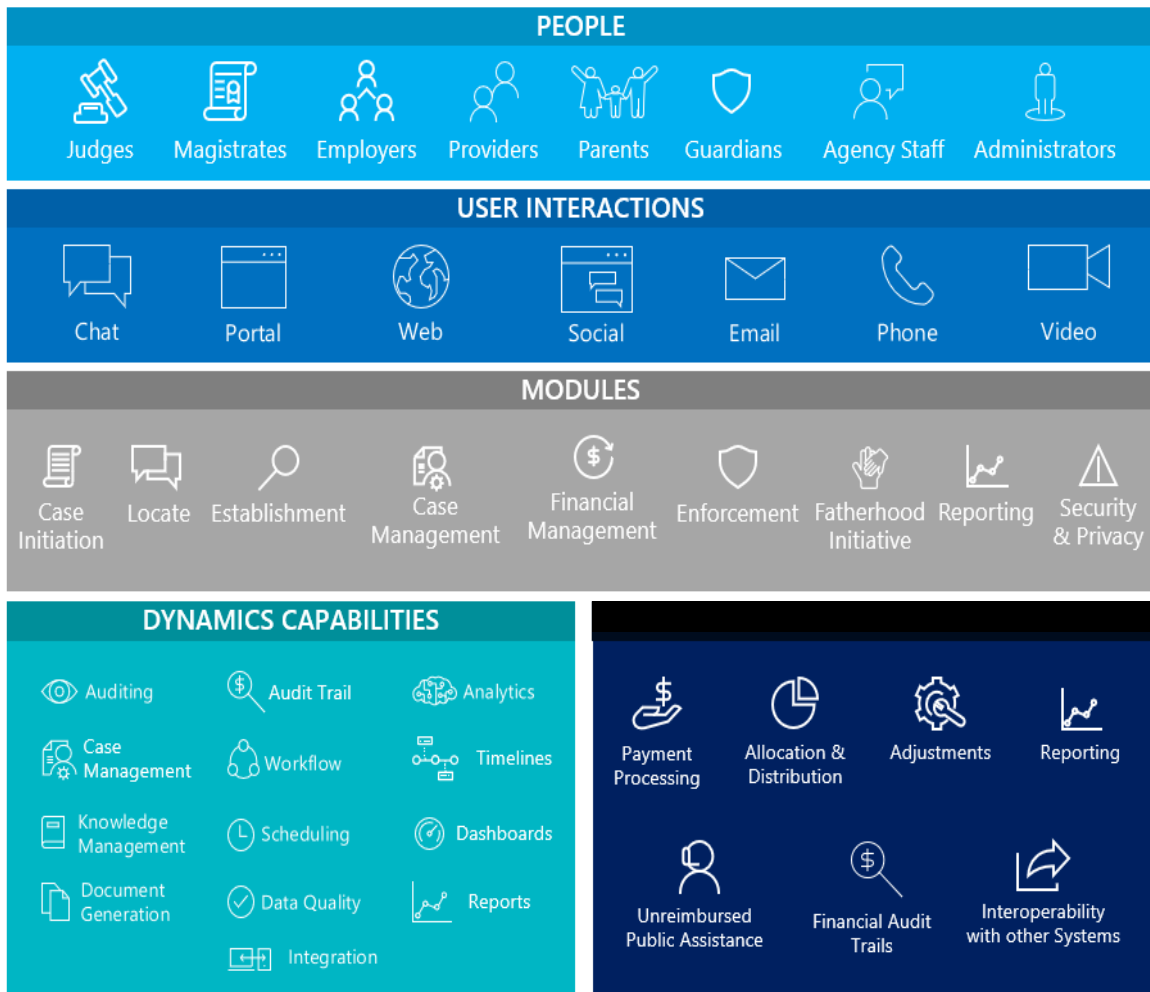 PEOPLE
Judges
Magistrates
Employers
Providers
Parents
Guardians
Agency Staff
Administrators
USER INTERACTIONS
Chat
Portal
Web
Social
Email
Phone
Video
MODULES
Case
Initiation
Locate
Establishment
Case
Management
Financial
Management
Enforcement
Fatherhood
Initiative
Reporting
Security
& Privacy
DYNAMICS CAPABILITIES
Auditing
Audit Trail
Analytics
Case
Management
Workflow
Timelines
Knowledge
Management
Scheduling
Dashboards
Document
Generation
Data Quality
Reports
Integration
Payment
Processing
Allocation &
Distribution
Adjustments
Reporting
Unreimbursed
Public Assistance
Financial Audit
Trails
Interoperability
with other Systems